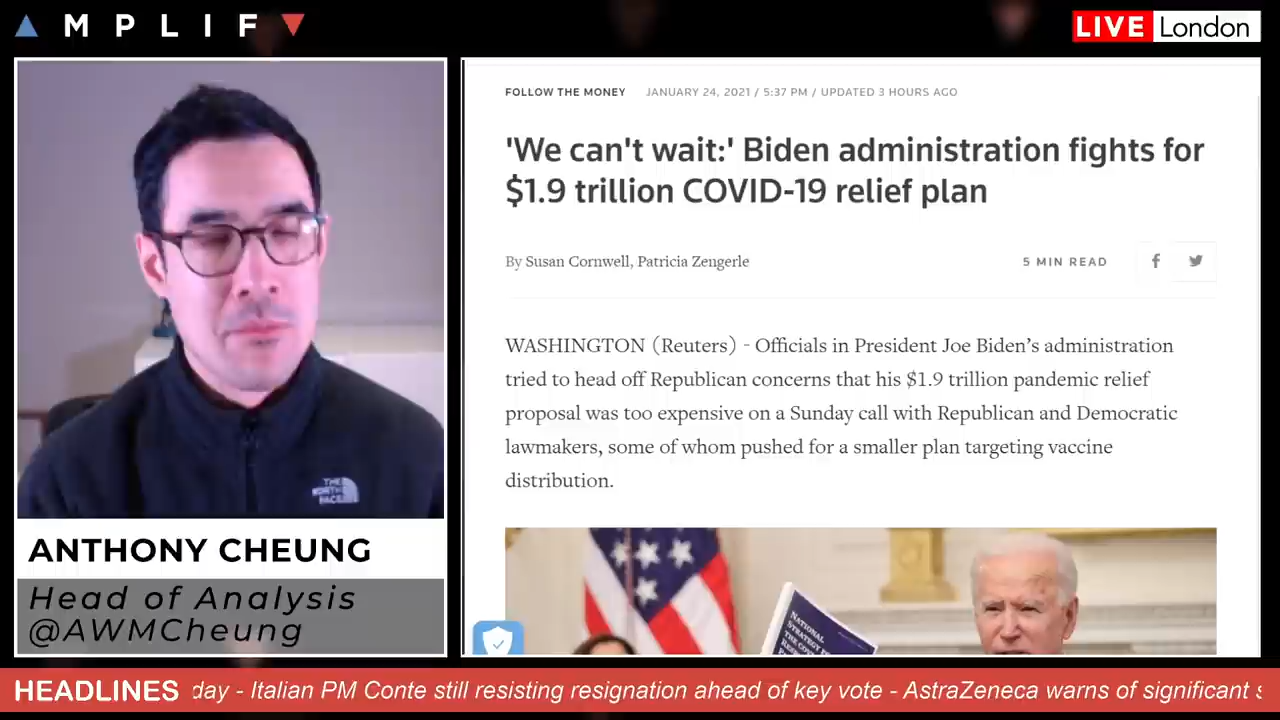 AMPLIFY
LIVE London
FOLLOW THE MONEY JANUARY 24, 2021 / 5:37 PM / UPDATED 3 HOURS AGO
'We can't wait:' Biden administration fights for
$1.9 trillion COVID-19 relief plan
By Susan Cornwell, Patricia Zengerle
5 MIN READ
WASHINGTON (Reuters) - Officials in President Joe Biden’s administration
tried to head off Republican concerns that his $1.9 trillion pandemic relief
proposal was too expensive on a Sunday call with Republican and Democratic
lawmakers, some of whom pushed for a smaller plan targeting vaccine
distribution.
NATIONAL
STRATEGY
THE
THE
NORTH
FACE
ANTHONY CHEUNG
Head of Analysis
@AWMCheung
HEADLINES day - Italian PM Conte still resisting resignation ahead of key vote - AstraZeneca warns of significant